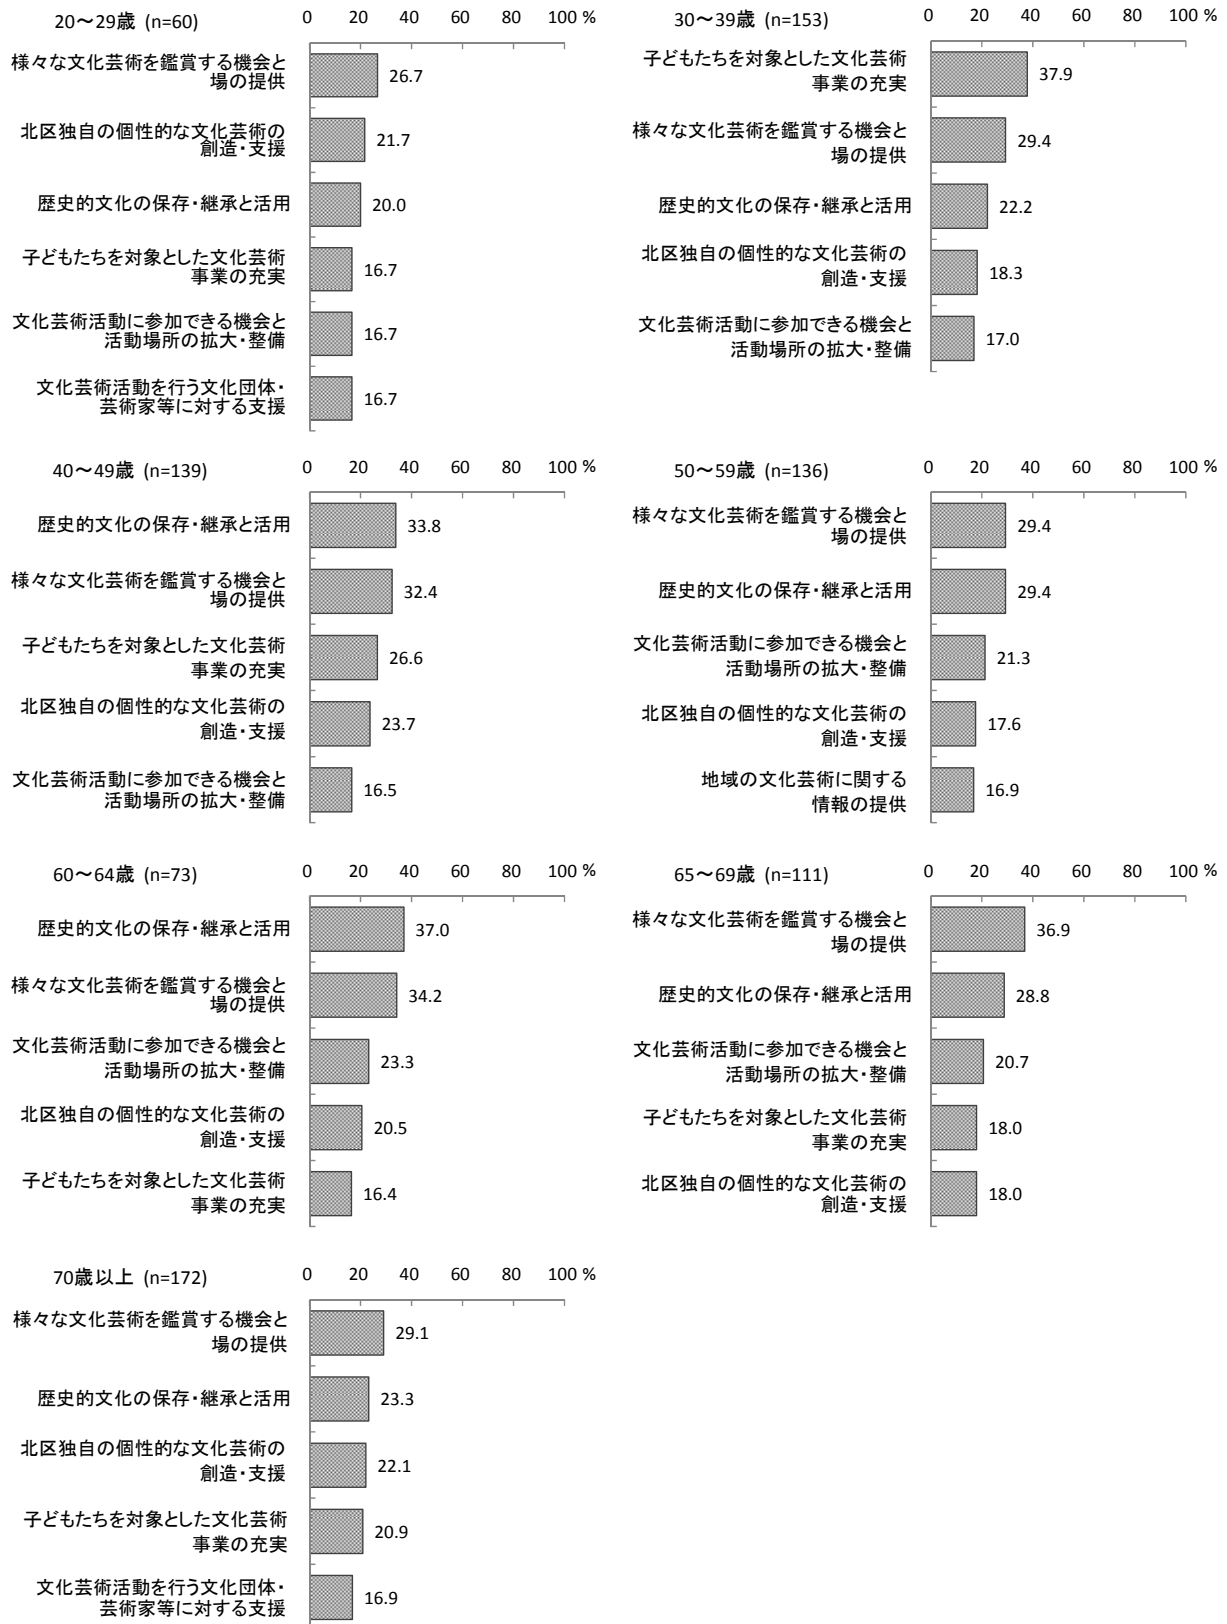 20～29歳 (n=60)
0 20 40 60 80 100 %
様々な文化芸術を鑑賞する機会と
場の提供
26.7
北区独自の個性的な文化芸術の
創造・支援
21.7
歴史的文化の保存・継承と活用
20.0
子どもたちを対象とした文化芸術
事業の充実
16.7
文化芸術活動に参加できる機会と
活動場所の拡大・整備
16.7
文化芸術活動を行う文化団体・
芸術家等に対する支援
16.7
30～39歳 (n=153)
0 20 40 60 80 100 %
子どもたちを対象とした文化芸術
事業の充実
37.9
様々な文化芸術を鑑賞する機会と
場の提供
29.4
歴史的文化の保存・継承と活用
22.2
北区独自の個性的な文化芸術の
創造・支援
18.3
文化芸術活動に参加できる機会と
活動場所の拡大・整備
17.0
40～49歳 (n=139)
0 20 40 60 80 100 %
歴史的文化の保存・継承と活用
33.8
様々な文化芸術を鑑賞する機会と
場の提供
32.4
子どもたちを対象とした文化芸術
事業の充実
26.6
北区独自の個性的な文化芸術の
創造・支援
23.7
文化芸術活動に参加できる機会と
活動場所の拡大・整備
16.5
50～59歳 (n=136)
0 20 40 60 80 100 %
様々な文化芸術を鑑賞する機会と
場の提供
29.4
歴史的文化の保存・継承と活用
29.4
文化芸術活動に参加できる機会と
活動場所の拡大・整備
21.3
北区独自の個性的な文化芸術の
創造・支援
17.6
地域の文化芸術に関する
情報の提供
16.9
60～64歳 (n=73)
0 20 40 60 80 100 %
歴史的文化の保存・継承と活用
37.0
様々な文化芸術を鑑賞する機会と
場の提供
34.2
文化芸術活動に参加できる機会と
活動場所の拡大・整備
23.3
北区独自の個性的な文化芸術の
創造・支援
20.5
子どもたちを対象とした文化芸術
事業の充実
16.4
65～69歳 (n=111)
0 20 40 60 80 100 %
様々な文化芸術を鑑賞する機会と
場の提供
36.9
歴史的文化の保存・継承と活用
28.8
文化芸術活動に参加できる機会と
活動場所の拡大・整備
20.7
子どもたちを対象とした文化芸術
事業の充実
18.0
北区独自の個性的な文化芸術の
創造・支援
18.0
70歳以上 (n=172)
0 20 40 60 80 100 %
様々な文化芸術を鑑賞する機会と
場の提供
29.1
歴史的文化の保存・継承と活用
23.3
北区独自の個性的な文化芸術の
創造・支援
22.1
子どもたちを対象とした文化芸術
事業の充実
20.9
文化芸術活動を行う文化団体・
芸術家等に対する支援
16.9